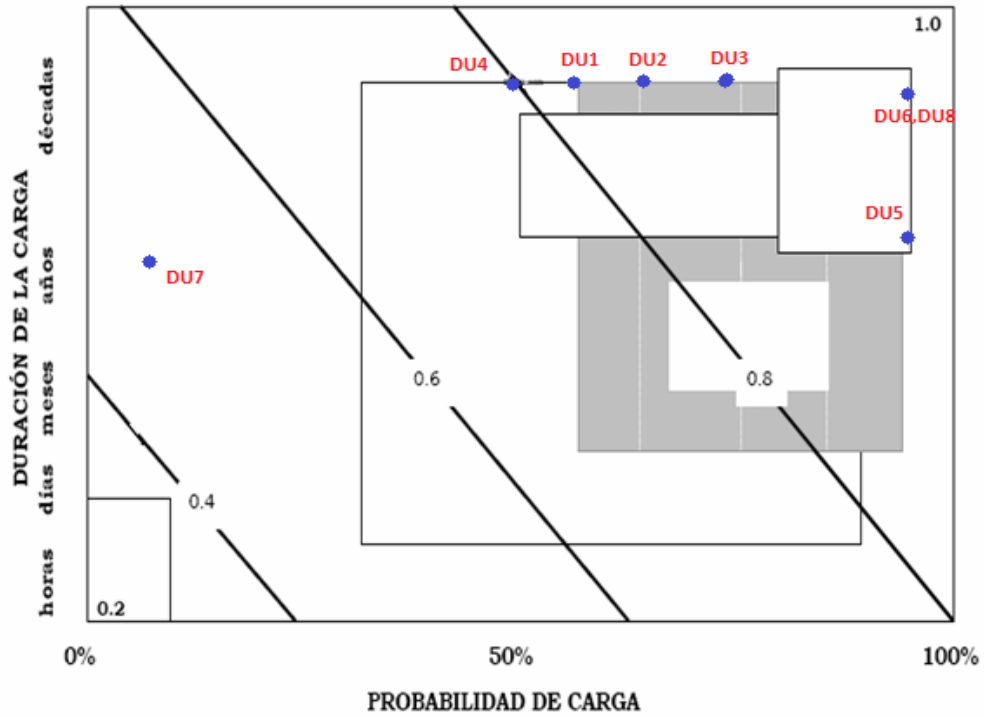 1.0
DU4
DU1
DU2
DU3
DU6,DU8
DU5
DU7
0.6
0.8
0.4
0.2
DURACIÓN DE LA CARGA
horas días meses años décadas
0%
50%
100%
PROBABILIDAD DE CARGA